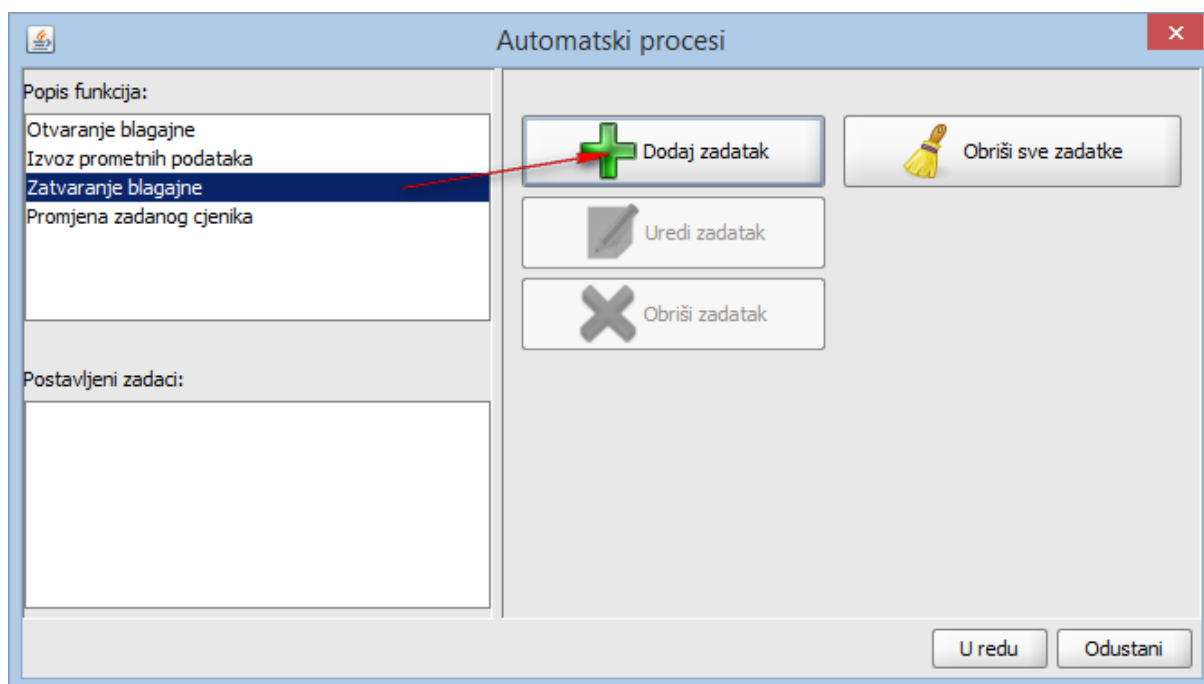 Automatski procesi
Popis funkcija:
Otvaranje blagajne
Izvoz prometnih podataka
Zatvaranje blagajne
Promjena zadanog cjenika
Dodaj zadatak
Obriši sve zadatke
Uredi zadatak
Obriši zadatak
Postavljeni zadaci:
U redu
Odustani